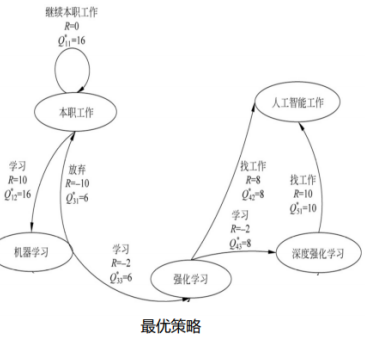 继续本职工作
R=0
Q*11=16
本职工作
人工智能工作
学习
R=10
Q*12=16
放弃
R=-10
Q*31=6
找工作
R=8
Q*42=8
找工作
R=10
Q*51=10
学习
R=-2
Q*43=8
机器学习
学习
R=-2
Q*33=6
强化学习
深度强化学习
最优策略